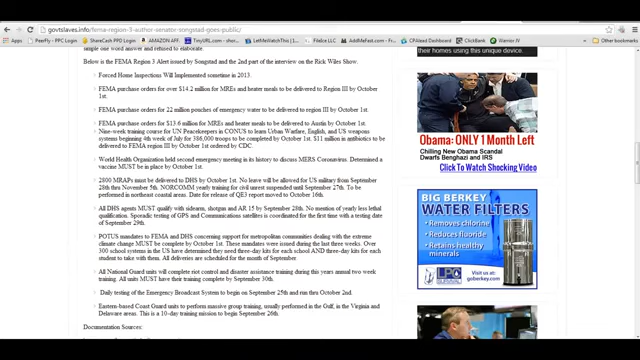 govtslaves.info/fema-region-3-author-senator-songstad-goes-public/
PeerFly PPD Login
ShareCash PPD Login
AMAZON AFF.
TinyURL.com
LetMeWatchThis
FileIce LLC
AddMeFast.com
CPAlead Dashboard
ClickBank
Warrior IV
simple one word answer and refused to elaborate.
Below is the FEMA Region 3 Alert issued by Songstad and the 2nd part of the interview on the Rick Wiles Show.
Forced Home Inspections Will Implemented sometime in 2013.
FEMA purchase orders for over $14.2 million for MREs and heater meals to be delivered to Region III by October 1st.
FEMA purchase orders for 22 million pouches of emergency water to be delivered to region III by October 1st.
FEMA purchase orders for $13.6 million for MREs and heater meals to be delivered to Austin by October 1st.
Nine-week training course for UN Peacekeepers in CONUS to learn Urban Warfare, English, and US weapons systems beginning 4th week of July for 386,000 troops to be completed by October 1st. $11 million in antibiotics to be delivered to FEMA region III by October 1st ordered by CDC.
World Health Organization held second emergency meeting in its history to discuss MERS Coronavirus. Determined a vaccine MUST be in place by October 1st.
2800 MRAPs must be delivered to DHS by October 1st. No leave will be allowed for US military from September 28th thru November 5th, NORCOMM yearly training for civil unrest suspended until September 27th. To be performed in northeast coastal areas. Date for release of QE3 report moved to October 16th.
All DHS agents MUST qualify with sidearm, shotgun and AR 15 by September 28th. No mention of yearly less lethal qualification. Sporadic testing of GPS and Communications satellites is coordinated for the first time with a testing date of September 29th.
POTUS mandates to FEMA and DHS concerning support for metropolitan communities dealing with the extreme climate change MUST be complete by October 1st. These mandates were issued during the last three weeks. Over 300 school systems in the US have determined they need three-day kits for each school AND three-day kits for each student to take with them. All deliveries are scheduled for the month of September.
All National Guard units will complete riot control and disaster assistance training during this years annual two week training. All units MUST have their training complete by September 30th.
Daily testing of the Emergency Broadcast System to begin on September 25th and run thru October 2nd.
Eastern-based Coast Guard units to perform massive group training, usually performed in the Gulf, in the Virginia and Delaware areas. This is a 10-day training mission to begin September 26th.
Documentation Sources:
their homes using this unique device.
Obama: ONLY 1 Month Left
Chilling New Obama Scandal
Dwarfs Benghazi and IRS
Click To Watch Shocking Video
BIG BERKEY
WATER FILTERS
• Removes chlorine
• Reduces fluoride
• Retains healthy
minerals
Visit us at:
goberkey.com